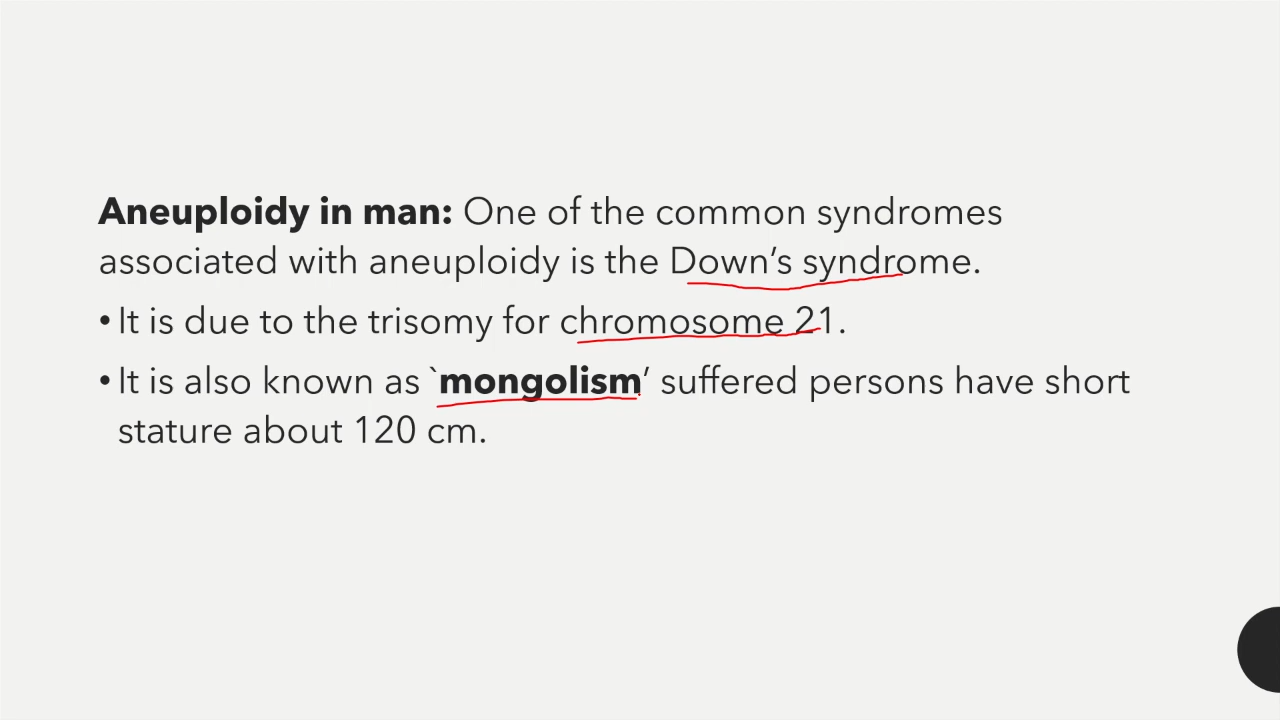 Aneuploidy in man: One of the common syndromes
associated with aneuploidy is the Down’s syndrome.
•It is due to the trisomy for chromosome 21.
•It is also known as `mongolism’ suffered persons have short
stature about 120 cm.